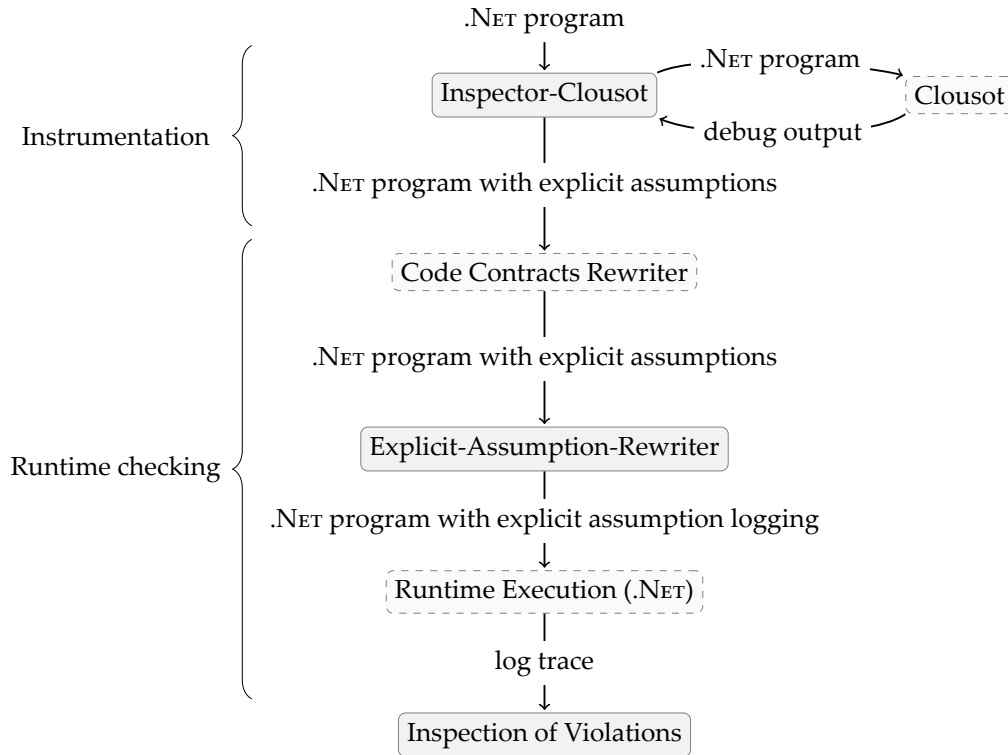 .NET program
Inspector-Clousot
.NET program
Clousot
debug output
Instrumentation
.NET program with explicit assumptions
Code Contracts Rewriter
.NET program with explicit assumptions
Explicit-Assumption-Rewriter
Runtime checking
.NET program with explicit assumption logging
Runtime Execution (.NET)
log trace
Inspection of Violations